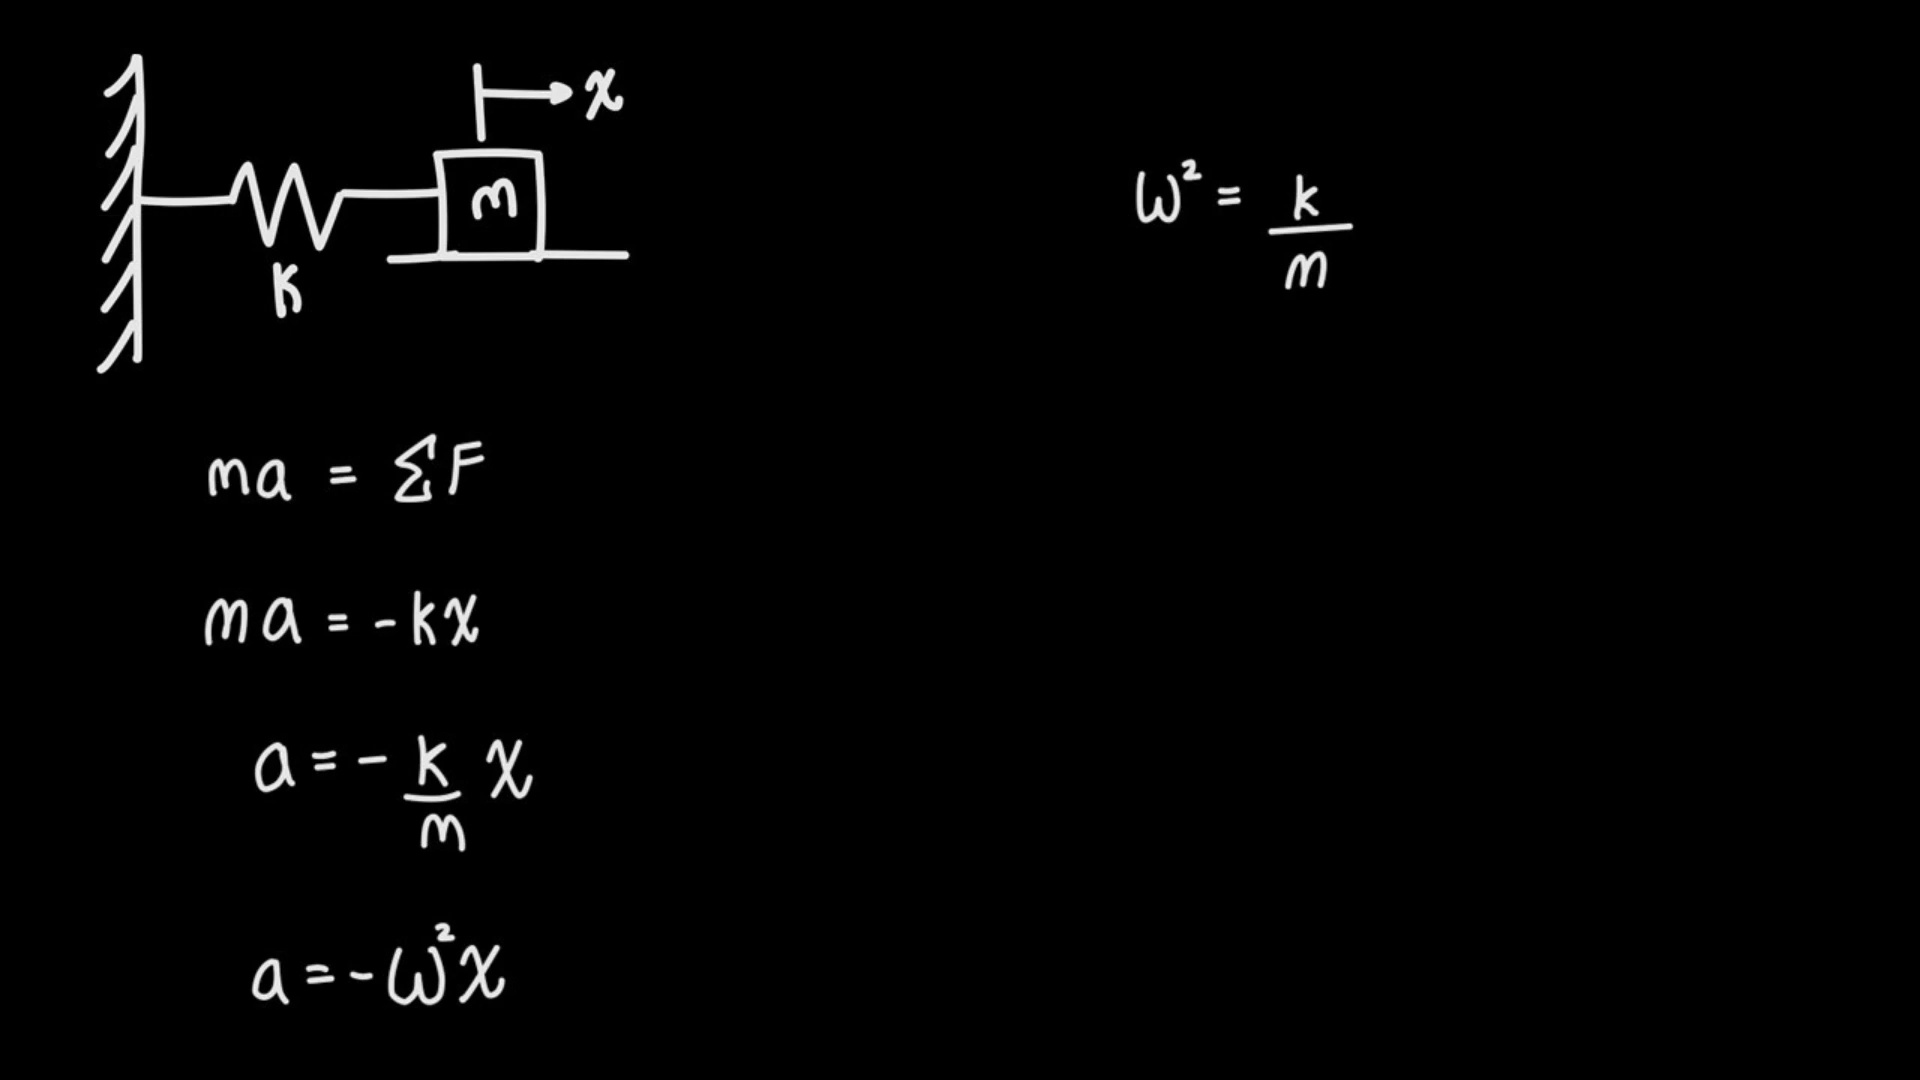 x
m
k
ma = ΣF
ma = -kx
a = - k/m x
a = -ω²x
ω² = k/m